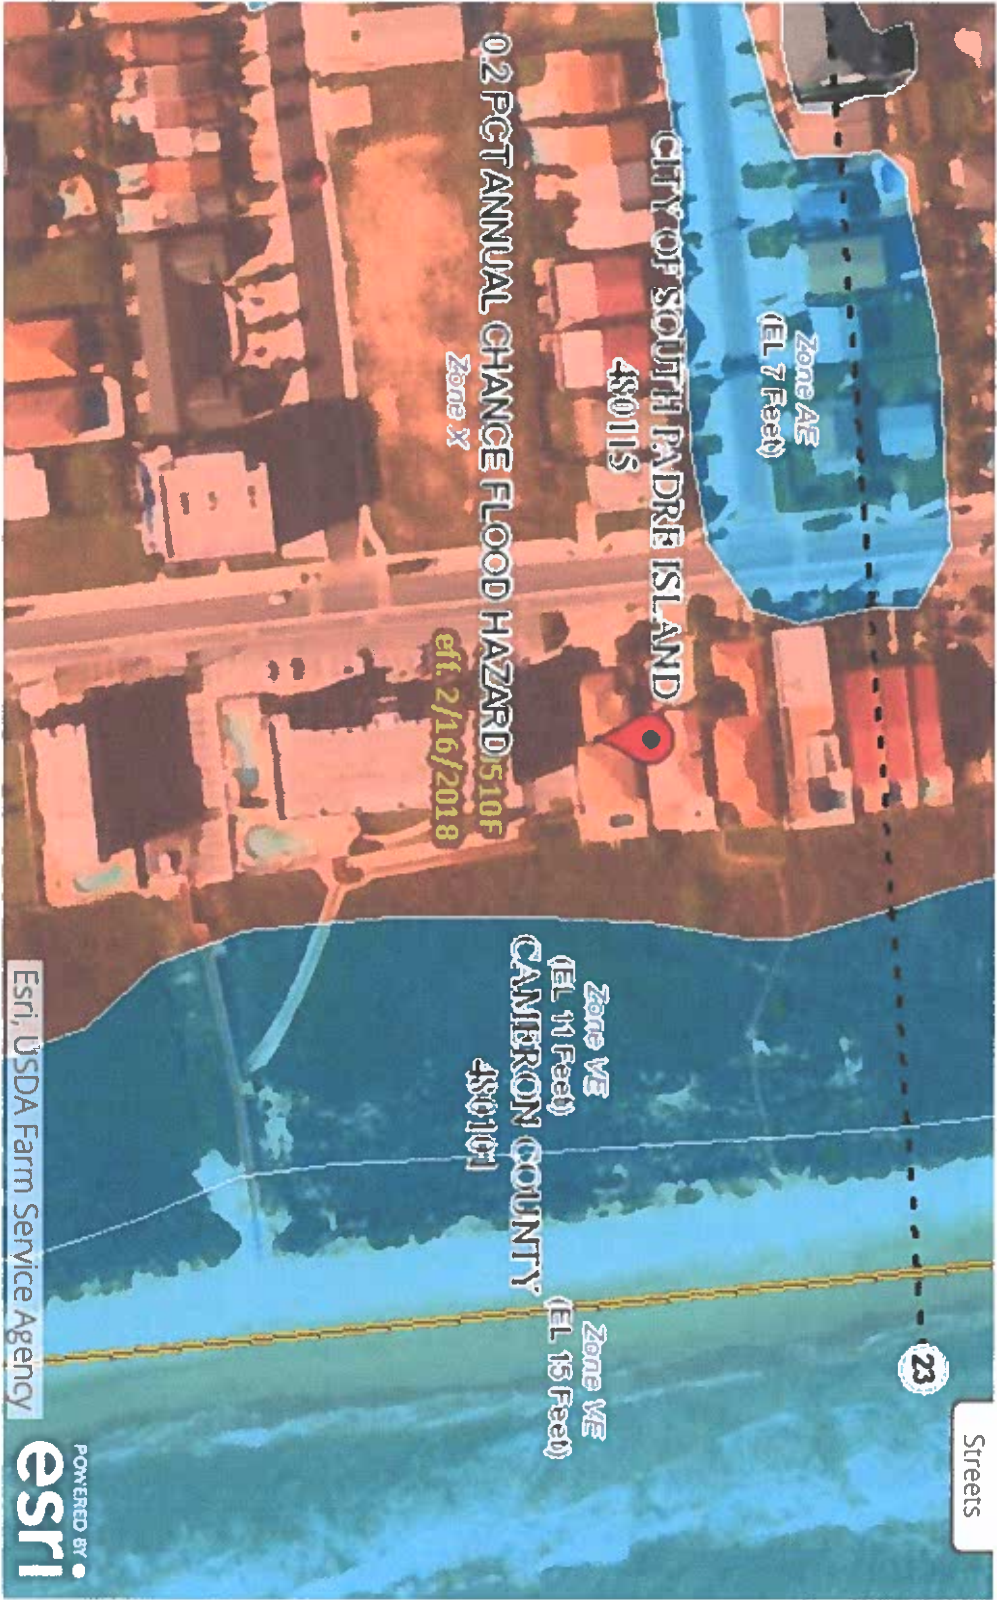 Streets
23
Zone AE
(EL 7 Feet)
CITY OF SOUTH PADRE ISLAND
480115
0.2 PCT ANNUAL CHANCE FLOOD HAZARD
Zone X
510F
eff. 2/16/2018
Zone VE
(EL 11 Feet)
CAMERON COUNTY
Zone VE
(EL 15 Feet)
Esri, USDA Farm Service Agency
POWERED BY
esri